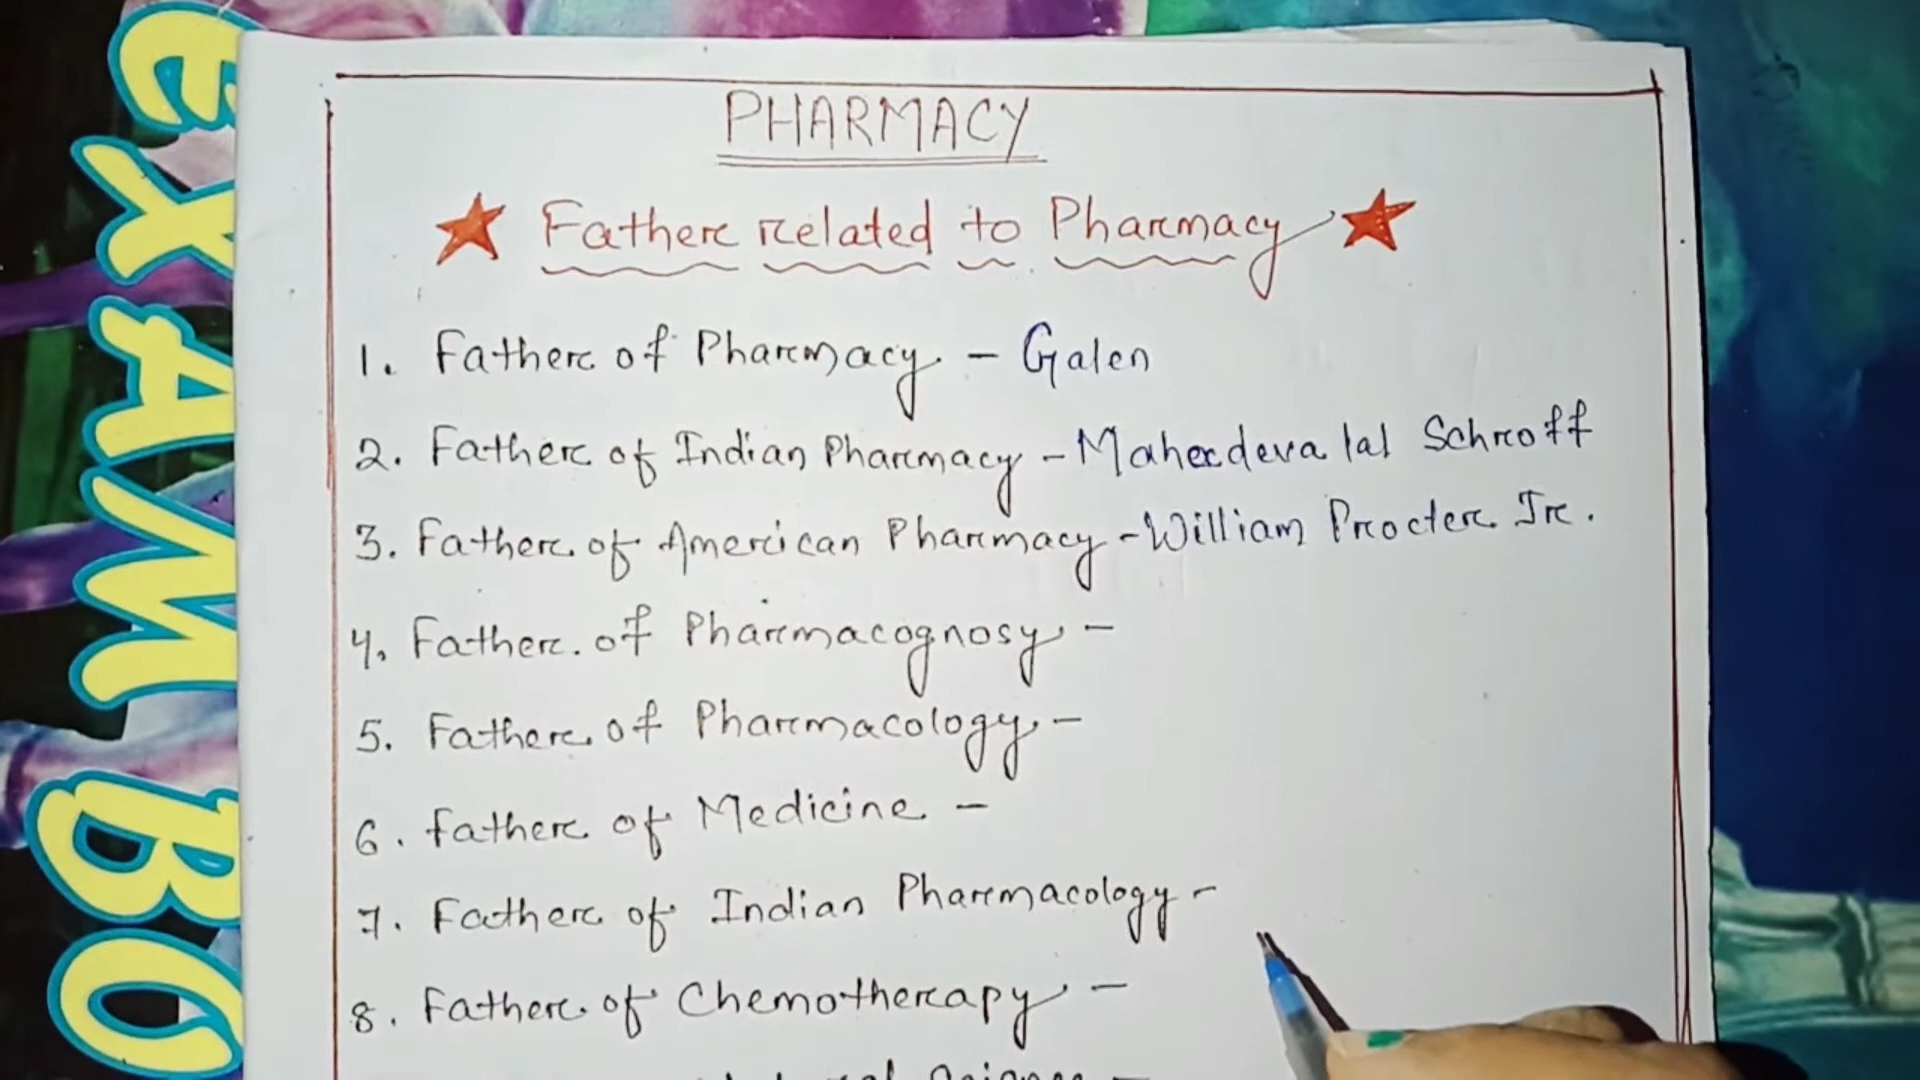 EXAM BO
PHARMACY
Father related to Pharmacy
1. Father of Pharmacy - Galen
2. Father of Indian Pharmacy - Mahadeva lal Schroff
3. Father of American Pharmacy - William Procter Jr.
4. Father of Pharmacognosy -
5. Father of Pharmacology -
6. Father of Medicine -
7. Father of Indian Pharmacology -
8. Father of Chemotherapy -